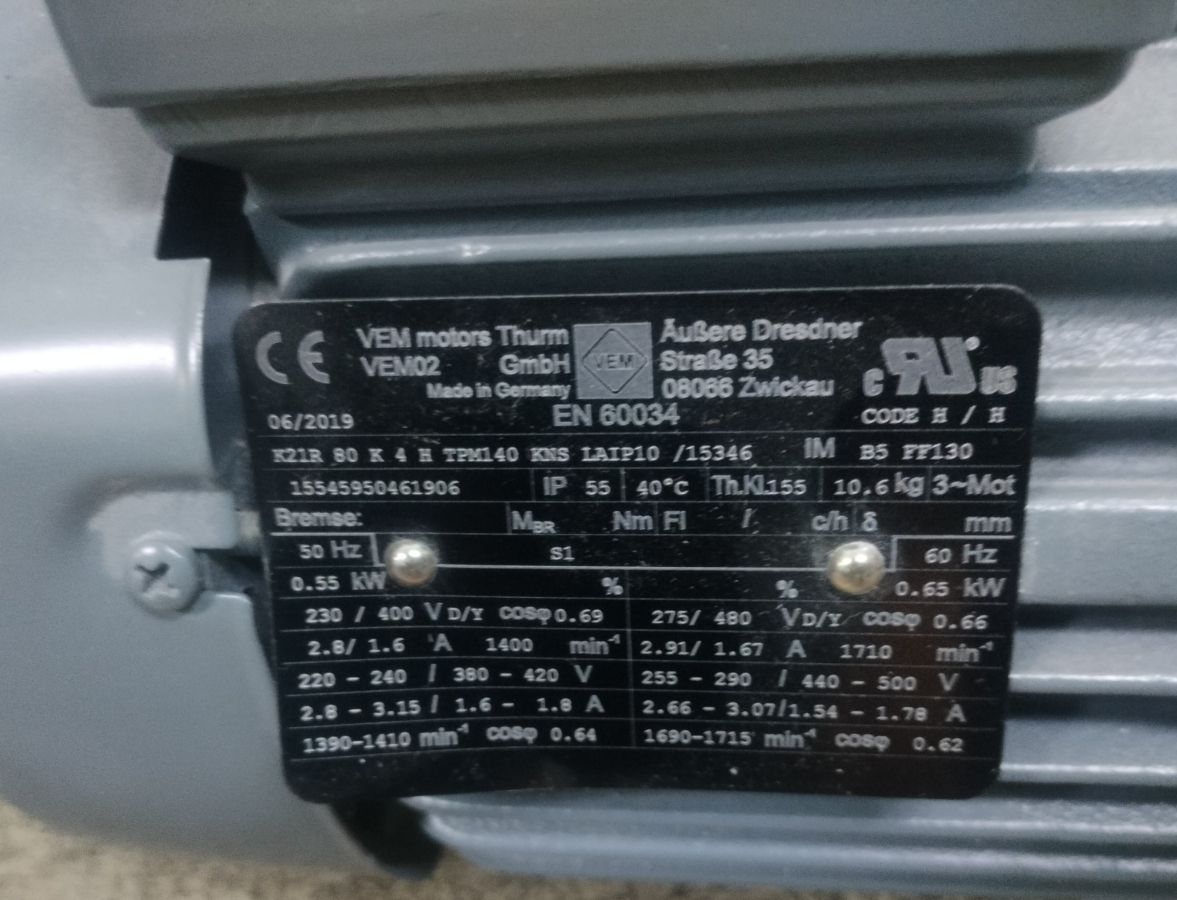 CE VEM motors Thurm VEM Äußere Dresdner
VEM02 GmbH Straße 35
Made in Germany 08066 Zwickau
c RU US
06/2019 EN 60034 CODE H / H
K21R 80 K 4 H TPM140 KNS LAIP10 /15346 IM B5 FF130
15545950461906 IP 55 40°C Th.Kl.155 10.6 kg 3~Mot
Bremse: MBR Nm Fl / c/h δ mm
50 Hz S1 60 Hz
0.55 kW % % 0.65 kW
230 / 400 V D/Y cosφ 0.69 275/ 480 V D/Y cosφ 0.66
2.8/ 1.6 A 1400 min-1 2.91/ 1.67 A 1710 min-1
220 - 240 / 380 - 420 V 255 - 290 / 440 - 500 V
2.8 - 3.15 / 1.6 - 1.8 A 2.66 - 3.07/1.54 - 1.78 A
1390-1410 min-1 cosφ 0.64 1690-1715 min-1 cosφ 0.62